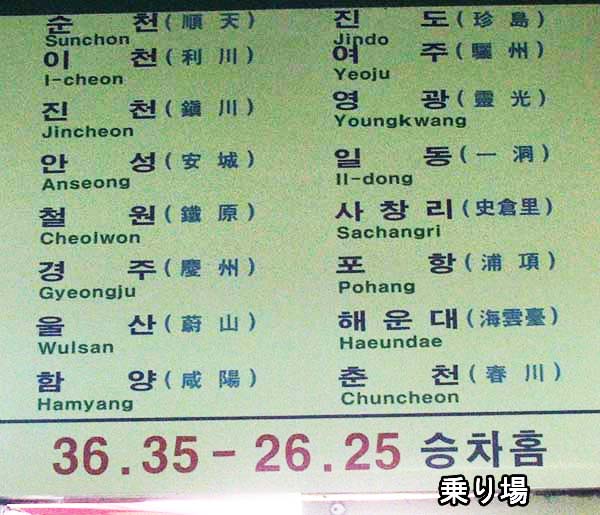 순 천 (順 天)
Sunchon
이 천 (利 川)
I-cheon
진 천 (鎭 川)
Jincheon
안 성 (安 城)
Anseong
철 원 (鐵 原)
Cheolwon
경 주 (慶 州)
Gyeongju
울 산 (蔚 山)
Wulsan
함 양 (咸 陽)
Hamyang
진 도 (珍 島)
Jindo
여 주 (驪 州)
Yeoju
영 광 (靈 光)
Youngkwang
일 동 (一 洞)
Il-dong
사 창 리 (史倉里)
Sachangri
포 항 (浦 項)
Pohang
해 운 대 (海雲臺)
Haeundae
춘 천 (春 川)
Chuncheon
36.35 - 26.25 승차홈
乗り場